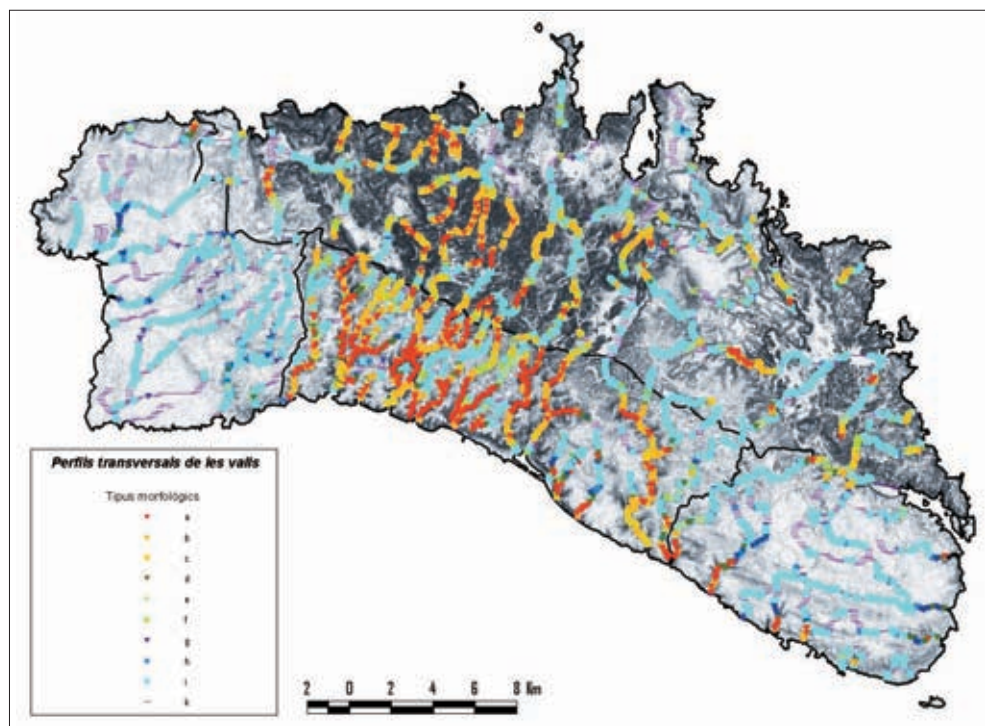 Perfils transversals de les valls
Tipus morfològics
a
b
c
d
e
f
g
h
i
k
2 0 2 4 6 8 Km